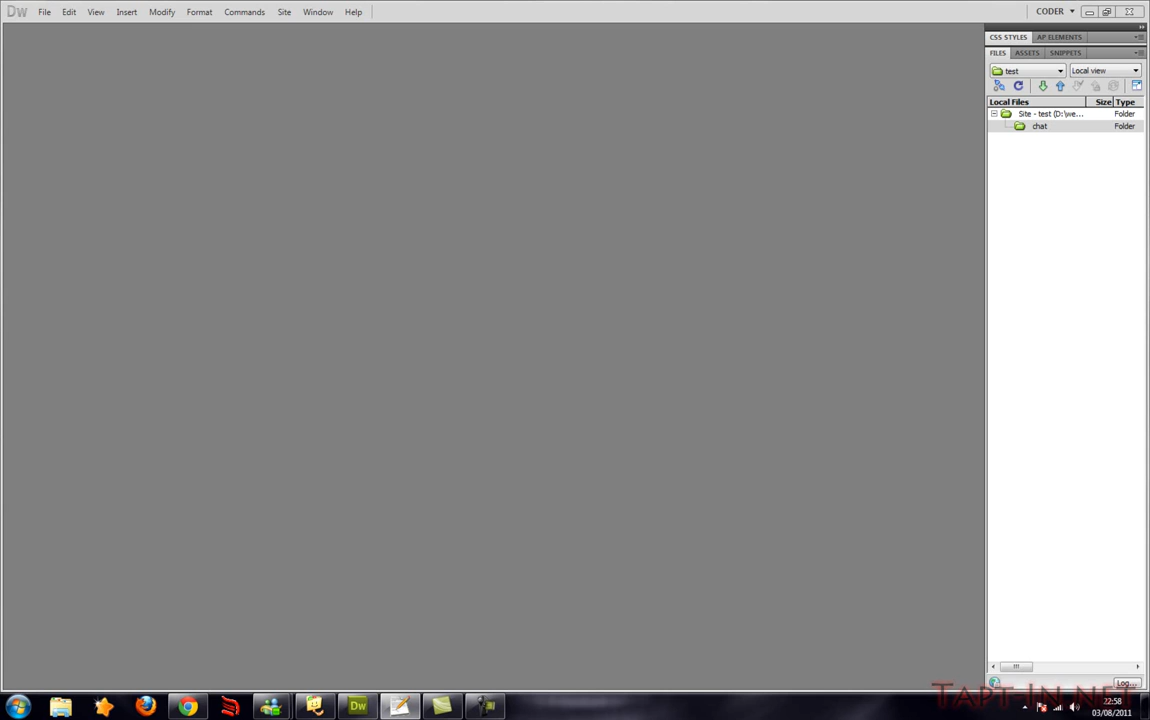 Dw File Edit View Insert Modify Format Commands Site Window Help CODER
CSS STYLES AP ELEMENTS
FILES ASSETS SNIPPETS
test Local view
Local Files Size Type
Site - test (D:\we... Folder
chat Folder
Log...
TAPT-IN.NET
Dw
22:58
03/08/2011